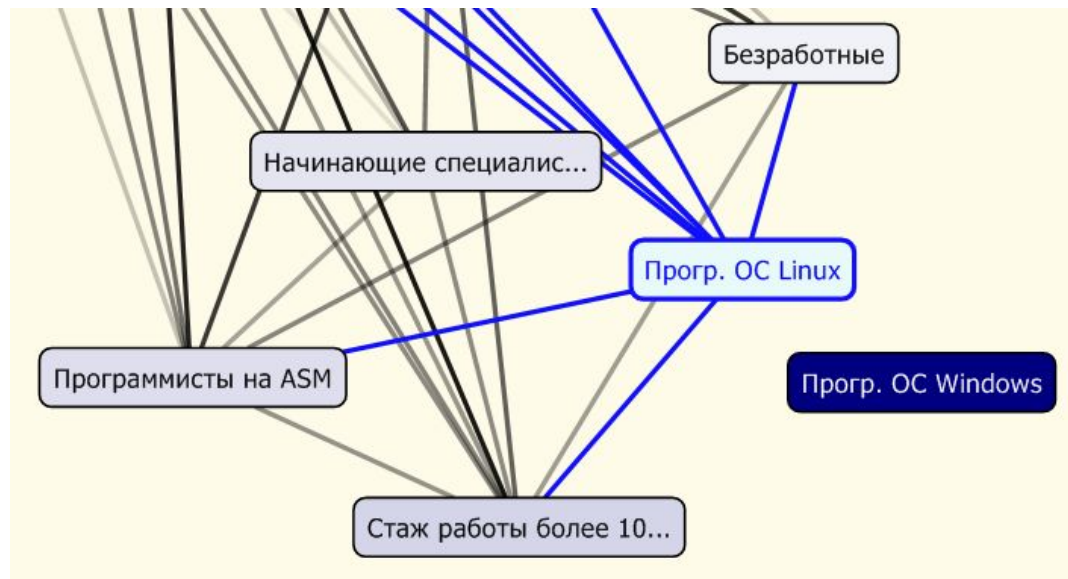 Безработные
Начинающие специалис...
Прогр. ОС Linux
Программисты на ASM
Прогр. ОС Windows
Стаж работы более 10...